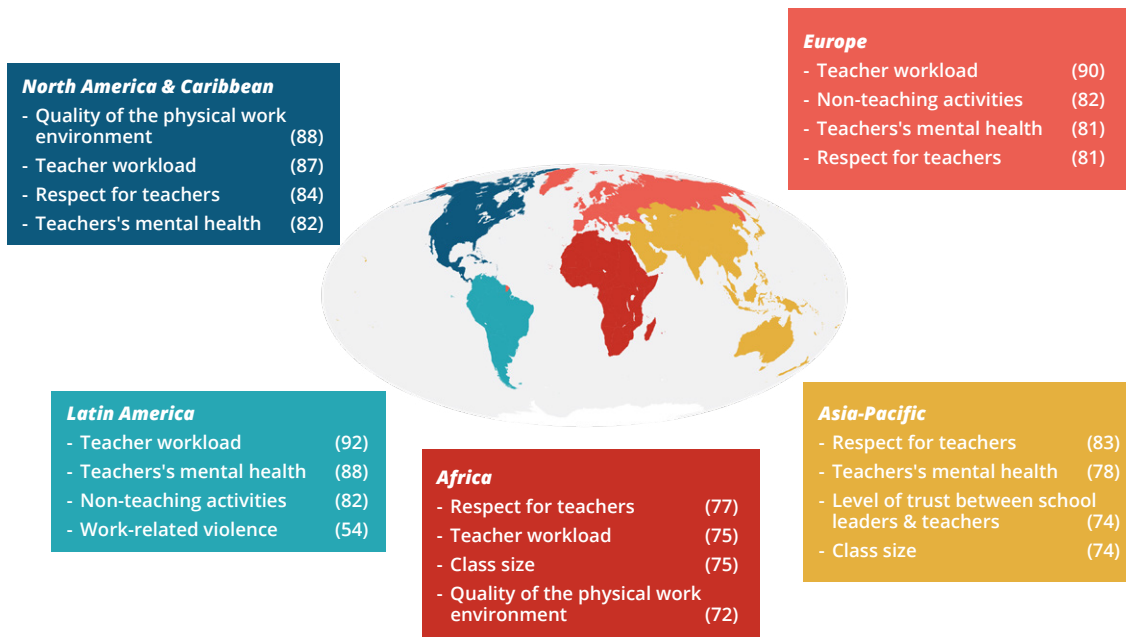 North America & Caribbean
- Quality of the physical work
environment (88)
- Teacher workload (87)
- Respect for teachers (84)
- Teachers's mental health (82)
Europe
- Teacher workload (90)
- Non-teaching activities (82)
- Teachers's mental health (81)
- Respect for teachers (81)
Latin America
- Teacher workload (92)
- Teachers's mental health (88)
- Non-teaching activities (82)
- Work-related violence (54)
Africa
- Respect for teachers (77)
- Teacher workload (75)
- Class size (75)
- Quality of the physical work
environment (72)
Asia-Pacific
- Respect for teachers (83)
- Teachers's mental health (78)
- Level of trust between school
leaders & teachers (74)
- Class size (74)